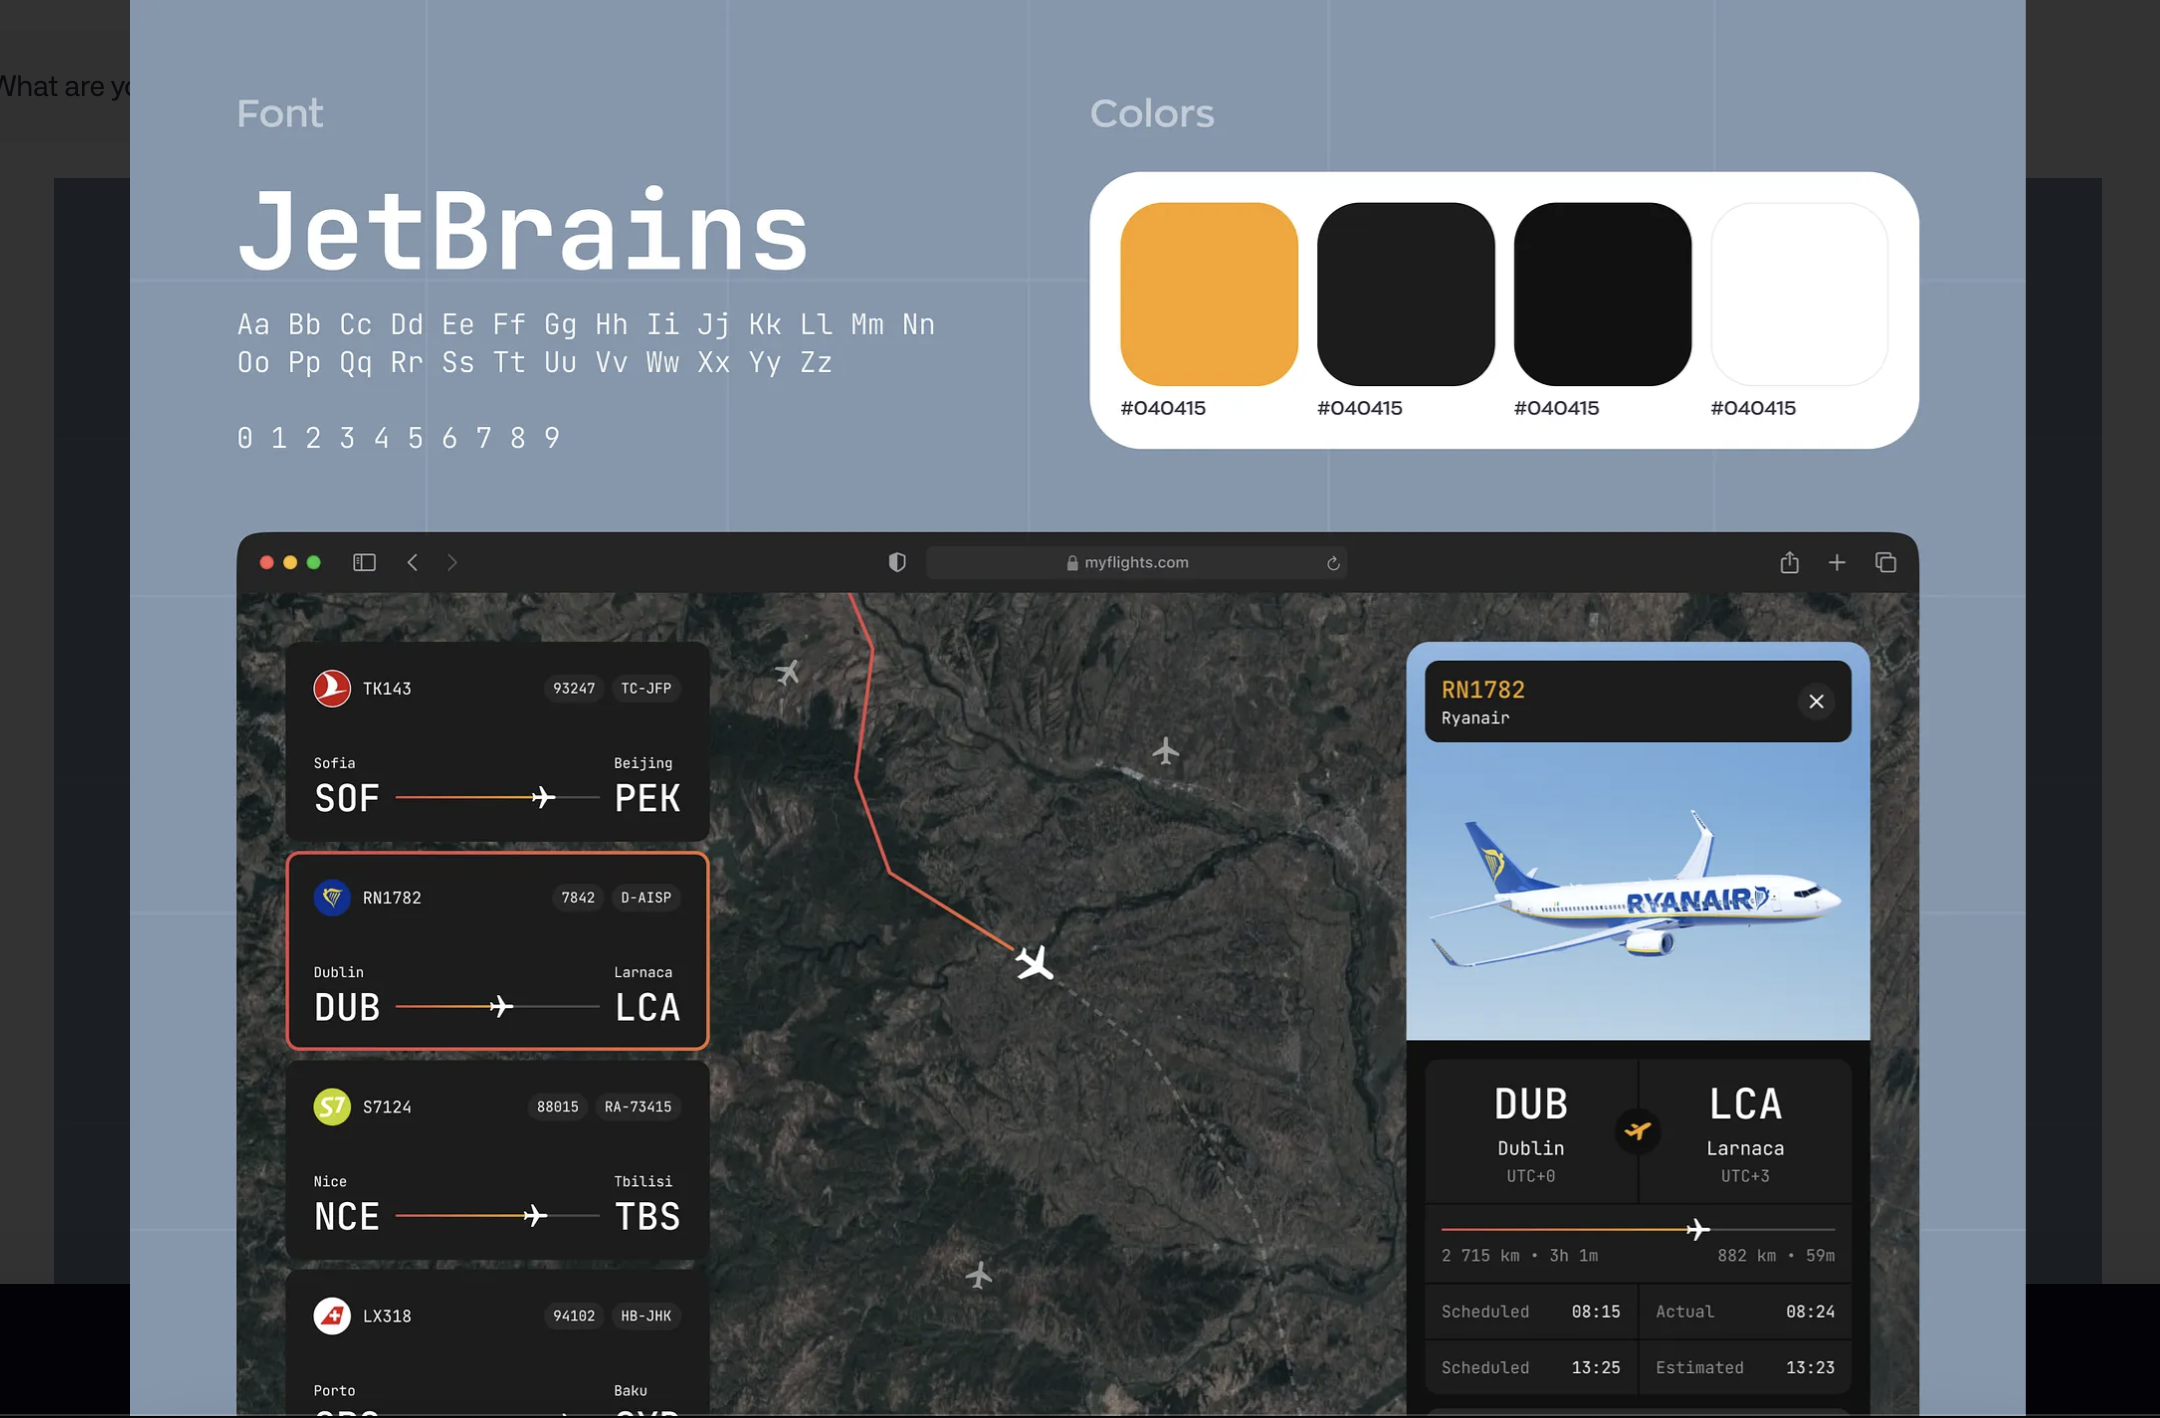 What are yo
Font
JetBrains
Aa Bb Cc Dd Ee Ff Gg Hh Ii Jj Kk Ll Mm Nn
Oo Pp Qq Rr Ss Tt Uu Vv Ww Xx Yy Zz
0 1 2 3 4 5 6 7 8 9
Colors
#040415 #040415 #040415 #040415
myflights.com
TK143 93247 TC-JFP
Sofia Beijing
SOF PEK
RN1782 7842 D-AISP
Dublin Larnaca
DUB LCA
S7 S7124 88015 RA-73415
Nice Tbilisi
NCE TBS
LX318 94102 HB-JHK
Porto Baku
RN1782
Ryanair
RYANAIR
DUB LCA
Dublin Larnaca
UTC+0 UTC+3
2 715 km • 3h 1m 882 km • 59m
Scheduled 08:15 Actual 08:24
Scheduled 13:25 Estimated 13:23